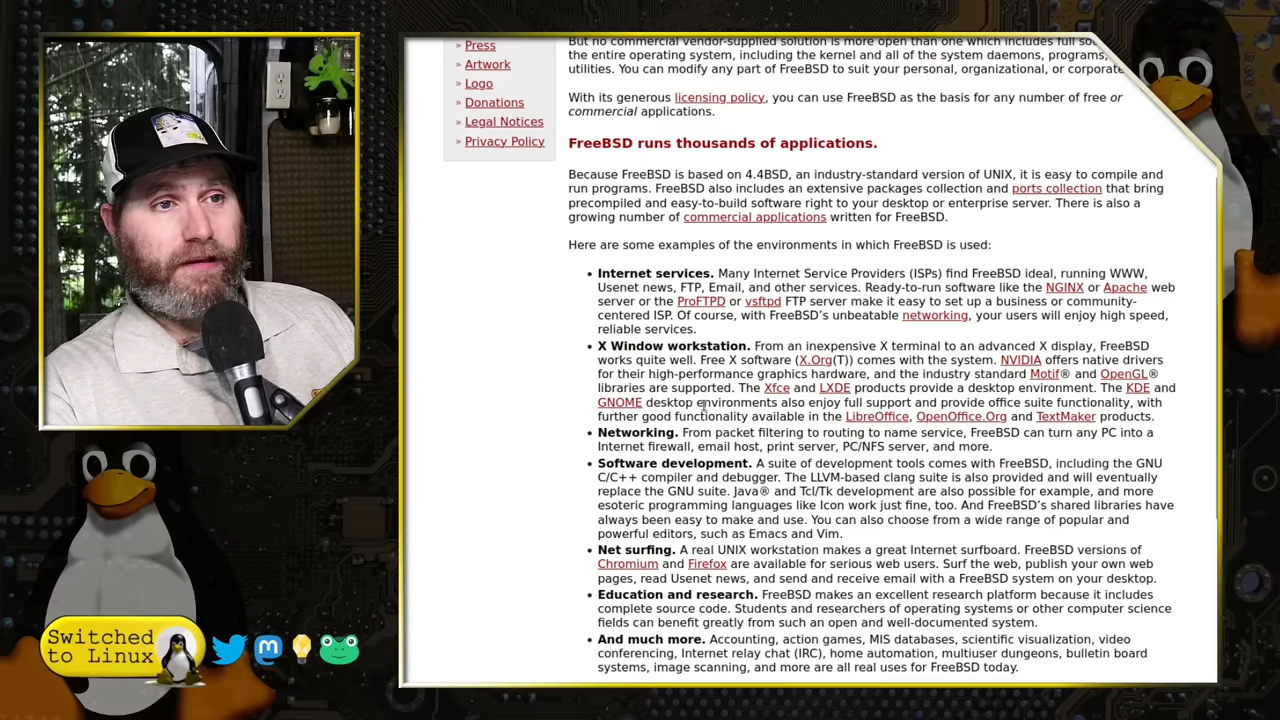 » Press
» Artwork
» Logo
» Donations
» Legal Notices
» Privacy Policy
But no commercial vendor-supplied solution is more open than one which includes full so
the entire operating system, including the kernel and all of the system daemons, programs,
utilities. You can modify any part of FreeBSD to suit your personal, organizational, or corporate
With its generous licensing policy, you can use FreeBSD as the basis for any number of free or
commercial applications.
FreeBSD runs thousands of applications.
Because FreeBSD is based on 4.4BSD, an industry-standard version of UNIX, it is easy to compile and
run programs. FreeBSD also includes an extensive packages collection and ports collection that bring
precompiled and easy-to-build software right to your desktop or enterprise server. There is also a
growing number of commercial applications written for FreeBSD.
Here are some examples of the environments in which FreeBSD is used:
• Internet services. Many Internet Service Providers (ISPs) find FreeBSD ideal, running WWW,
Usenet news, FTP, Email, and other services. Ready-to-run software like the NGINX or Apache web
server or the ProFTPD or vsftpd FTP server make it easy to set up a business or community-
centered ISP. Of course, with FreeBSD's unbeatable networking, your users will enjoy high speed,
reliable services.
• X Window workstation. From an inexpensive X terminal to an advanced X display, FreeBSD
works quite well. Free X software (X.Org(T)) comes with the system. NVIDIA offers native drivers
for their high-performance graphics hardware, and the industry standard Motif® and OpenGL®
libraries are supported. The Xfce and LXDE products provide a desktop environment. The KDE and
GNOME desktop environments also enjoy full support and provide office suite functionality, with
further good functionality available in the LibreOffice, OpenOffice.Org and TextMaker products.
• Networking. From packet filtering to routing to name service, FreeBSD can turn any PC into a
Internet firewall, email host, print server, PC/NFS server, and more.
• Software development. A suite of development tools comes with FreeBSD, including the GNU
C/C++ compiler and debugger. The LLVM-based clang suite is also provided and will eventually
replace the GNU suite. Java® and Tcl/Tk development are also possible for example, and more
esoteric programming languages like Icon work just fine, too. And FreeBSD's shared libraries have
always been easy to make and use. You can also choose from a wide range of popular and
powerful editors, such as Emacs and Vim.
• Net surfing. A real UNIX workstation makes a great Internet surfboard. FreeBSD versions of
Chromium and Firefox are available for serious web users. Surf the web, publish your own web
pages, read Usenet news, and send and receive email with a FreeBSD system on your desktop.
• Education and research. FreeBSD makes an excellent research platform because it includes
complete source code. Students and researchers of operating systems or other computer science
fields can benefit greatly from such an open and well-documented system.
• And much more. Accounting, action games, MIS databases, scientific visualization, video
conferencing, Internet relay chat (IRC), home automation, multiuser dungeons, bulletin board
systems, image scanning, and more are all real uses for FreeBSD today.
Switched
to Linux